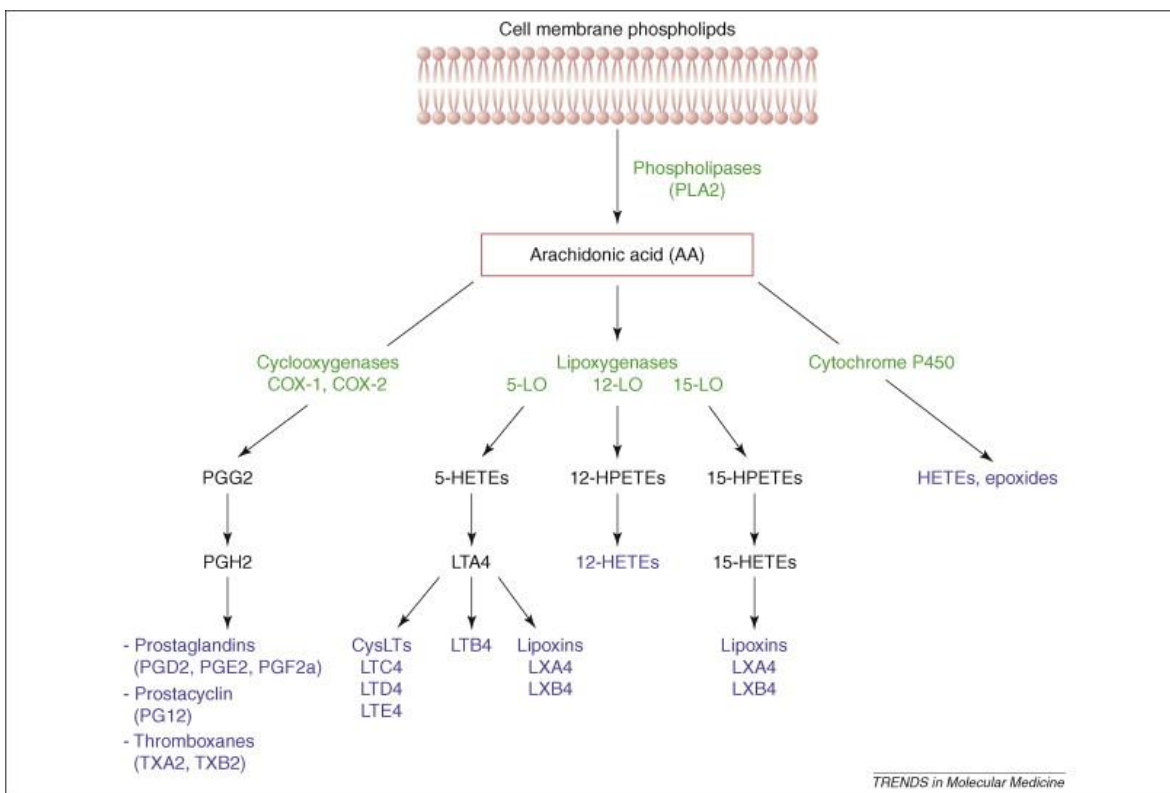 Cell membrane phospholipds
Phospholipases
(PLA2)
Arachidonic acid (AA)
Cyclooxygenases
COX-1, COX-2
Lipoxygenases
5-LO 12-LO 15-LO
Cytochrome P450
PGG2
5-HETEs
12-HPETEs
15-HPETEs
HETEs, epoxides
PGH2
LTA4
12-HETEs
15-HETEs
- Prostaglandins
(PGD2, PGE2, PGF2a)
- Prostacyclin
(PG12)
- Thromboxanes
(TXA2, TXB2)
CysLTs
LTC4
LTD4
LTE4
LTB4
Lipoxins
LXA4
LXB4
Lipoxins
LXA4
LXB4
TRENDS in Molecular Medicine